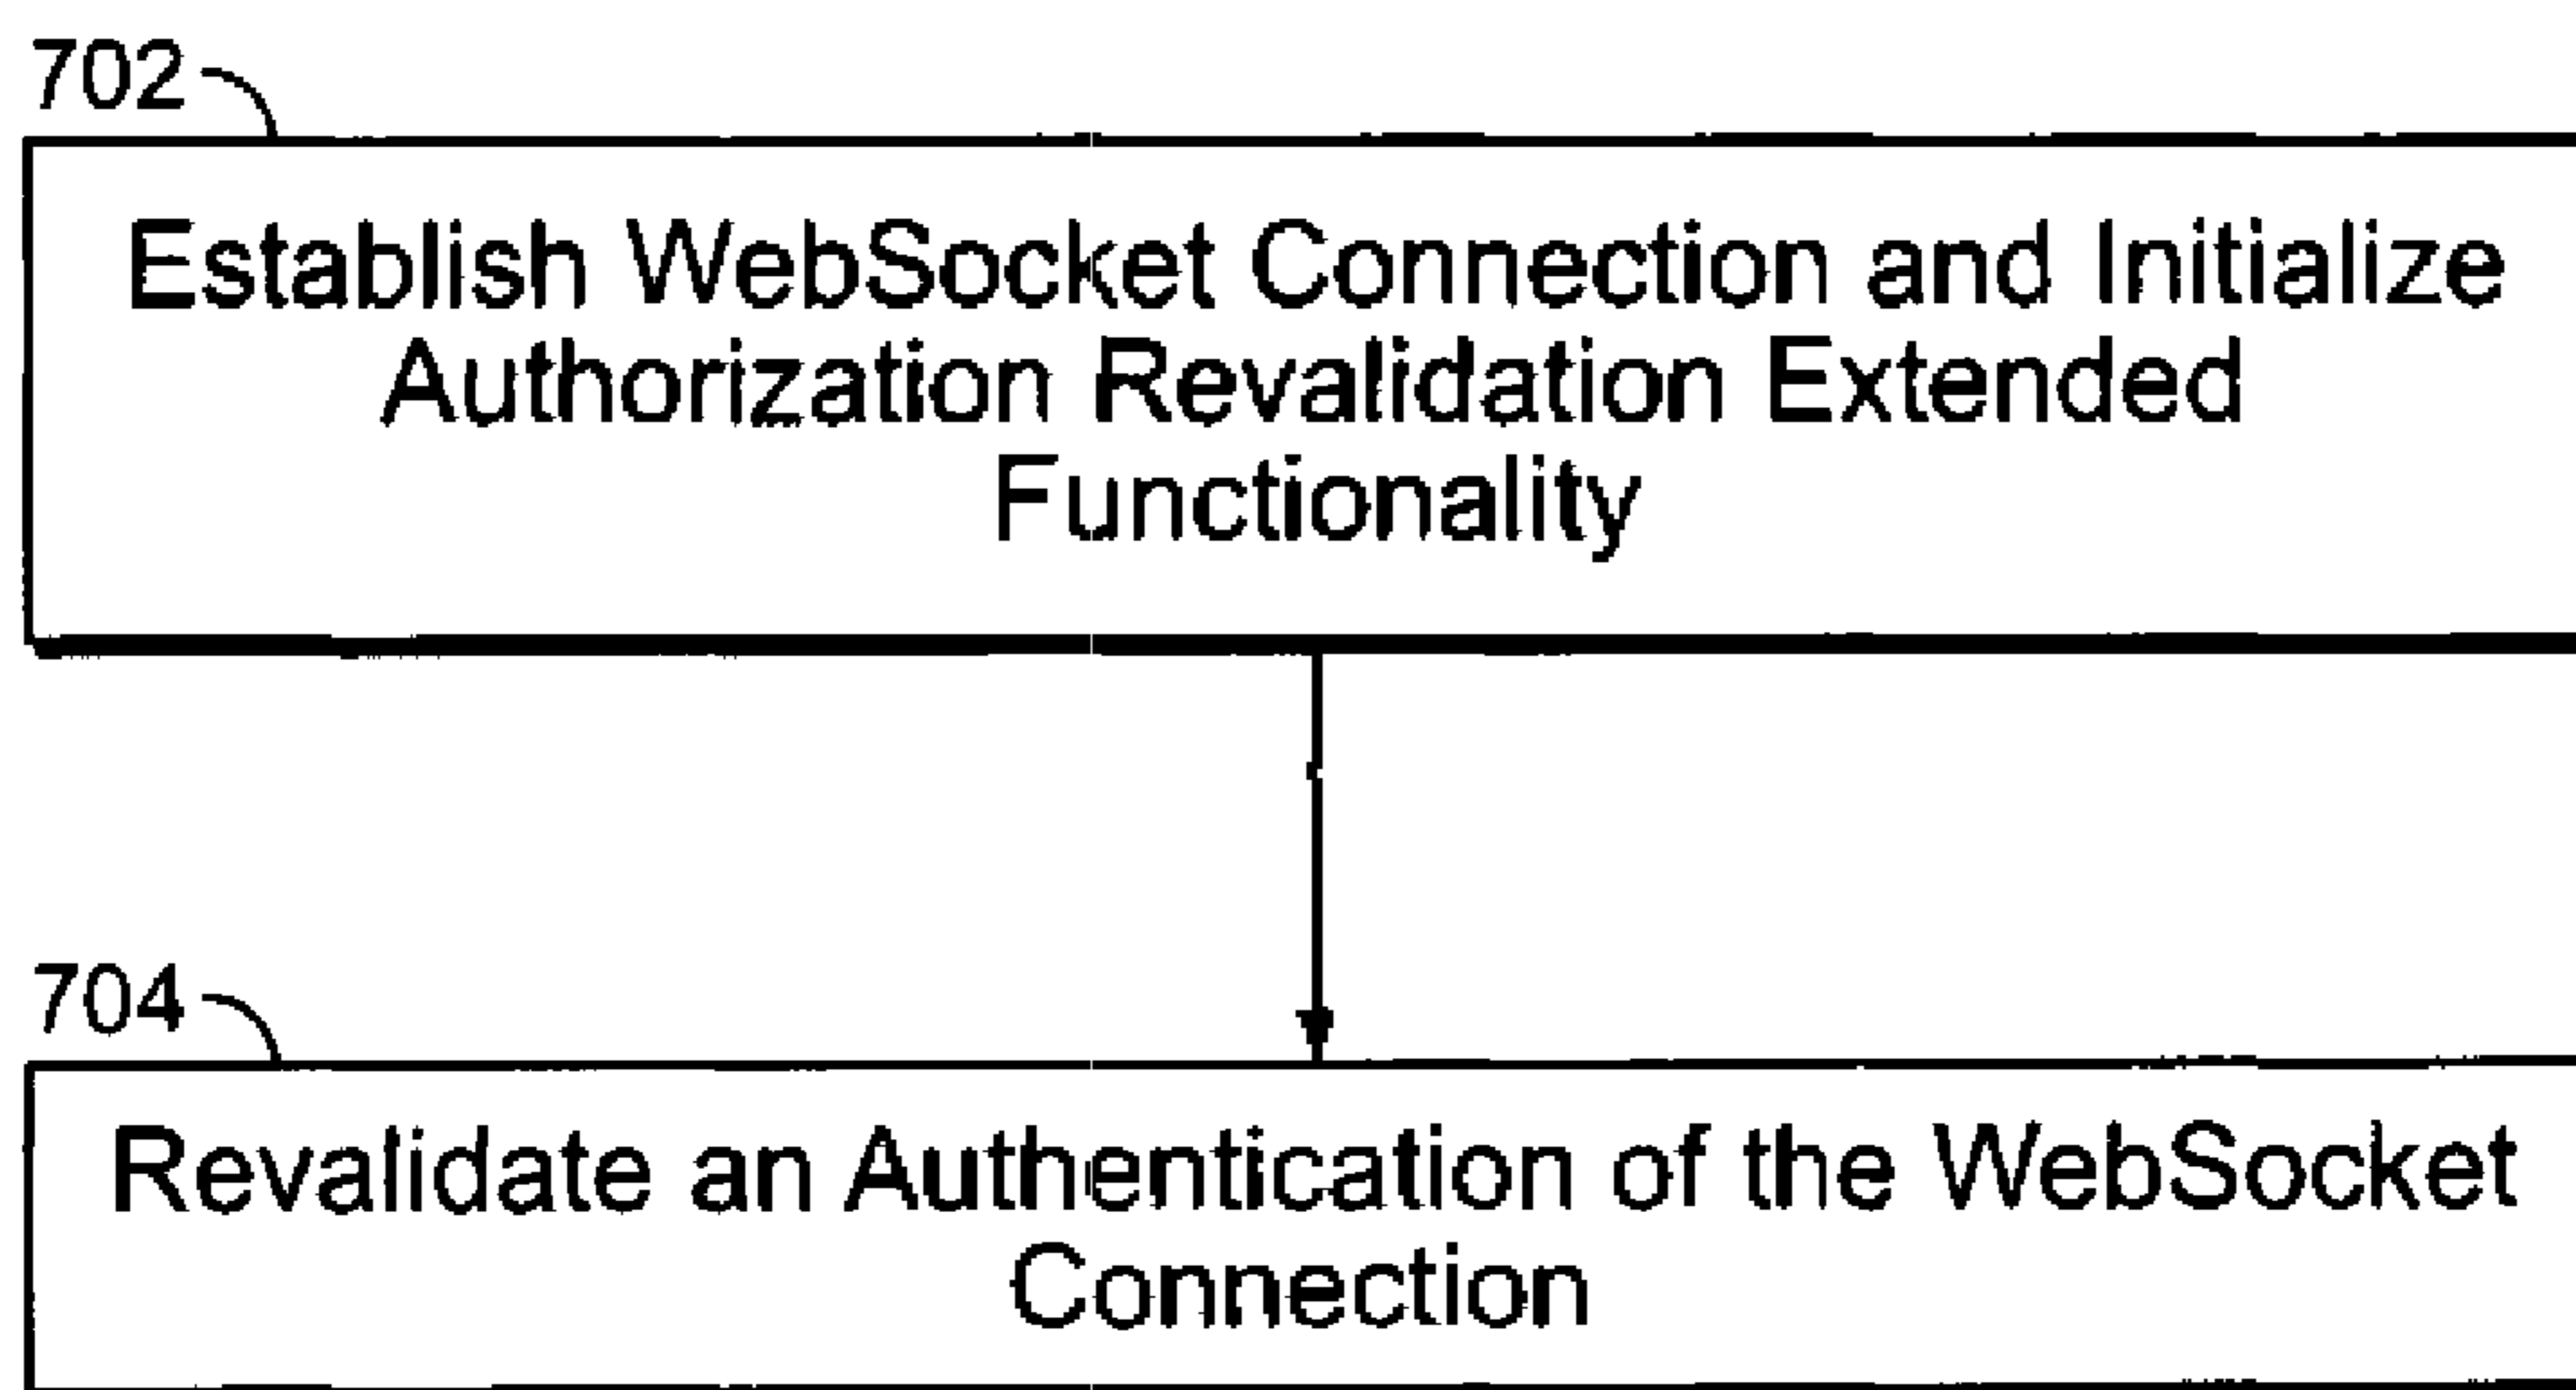 702
Establish WebSocket Connection and Initialize
Authorization Revalidation Extended
Functionality
704
Revalidate an Authentication of the WebSocket
Connection